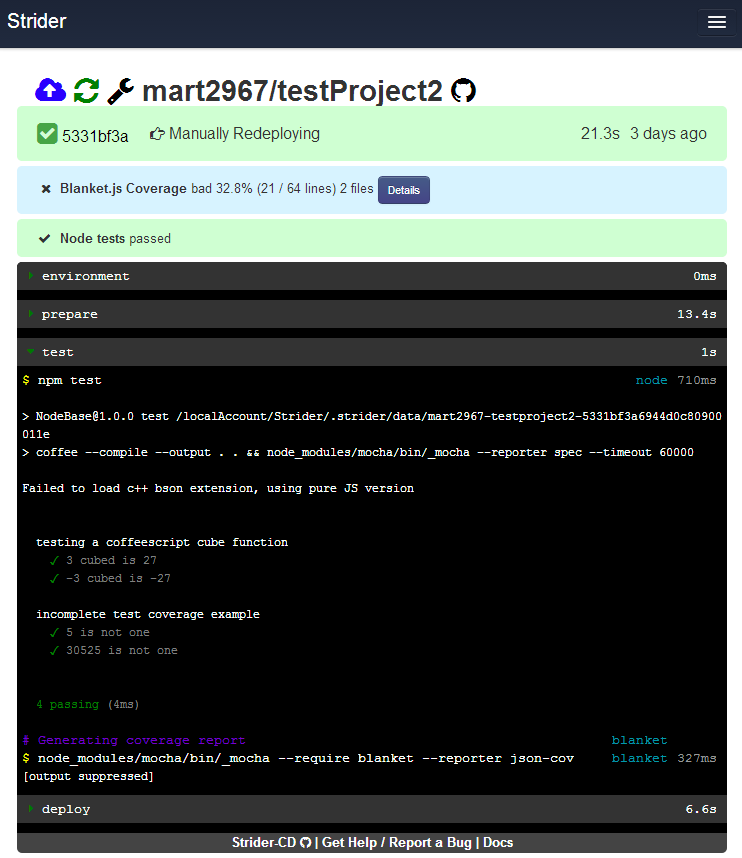 Strider
mart2967/testProject2
5331bf3a Manually Redeploying 21.3s 3 days ago
Blanket.js Coverage bad 32.8% (21 / 64 lines) 2 files Details
Node tests passed
environment 0ms
prepare 13.4s
test 1s
$ npm test node 710ms
> NodeBase@1.0.0 test /localAccount/Strider/.strider/data/mart2967-testproject2-5331bf3a6944d0c80900
011e
> coffee --compile --output . . && node_modules/mocha/bin/_mocha --reporter spec --timeout 60000
Failed to load c++ bson extension, using pure JS version
testing a coffeescript cube function
✓ 3 cubed is 27
✓ -3 cubed is -27
incomplete test coverage example
✓ 5 is not one
✓ 30525 is not one
4 passing (4ms)
# Generating coverage report blanket
$ node_modules/mocha/bin/_mocha --require blanket --reporter json-cov blanket 327ms
[output suppressed]
deploy 6.6s
Strider-CD | Get Help / Report a Bug | Docs